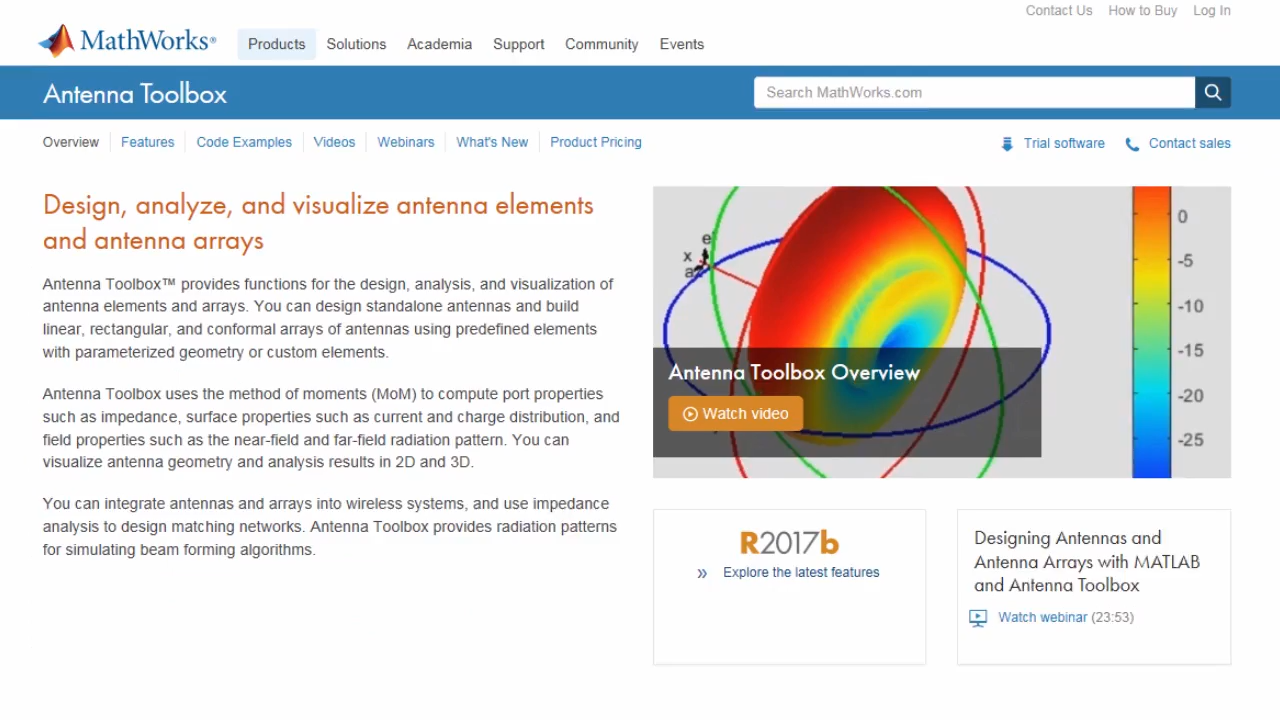 Contact Us How to Buy Log In
MathWorks®
Products Solutions Academia Support Community Events
Antenna Toolbox
Search MathWorks.com
Overview Features Code Examples Videos Webinars What's New Product Pricing
Trial software Contact sales
Design, analyze, and visualize antenna elements
and antenna arrays
Antenna Toolbox™ provides functions for the design, analysis, and visualization of
antenna elements and arrays. You can design standalone antennas and build
linear, rectangular, and conformal arrays of antennas using predefined elements
with parameterized geometry or custom elements.
Antenna Toolbox uses the method of moments (MoM) to compute port properties
such as impedance, surface properties such as current and charge distribution, and
field properties such as the near-field and far-field radiation pattern. You can
visualize antenna geometry and analysis results in 2D and 3D.
You can integrate antennas and arrays into wireless systems, and use impedance
analysis to design matching networks. Antenna Toolbox provides radiation patterns
for simulating beam forming algorithms.
x
0
-5
-10
-15
-20
-25
Antenna Toolbox Overview
Watch video
R2017b
» Explore the latest features
Designing Antennas and
Antenna Arrays with MATLAB
and Antenna Toolbox
Watch webinar (23:53)